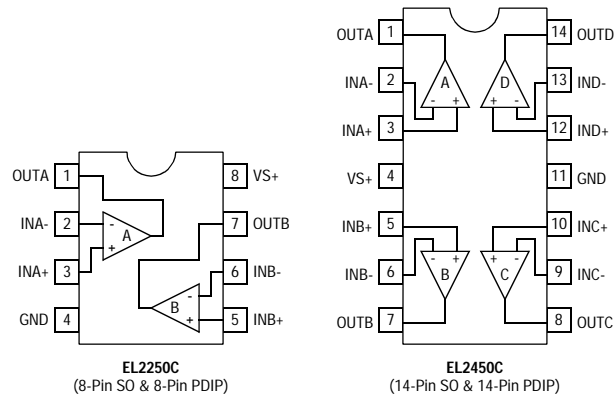 OUTA 1
INA- 2
INA+ 3
GND 4
8 VS+
7 OUTB
6 INB-
5 INB+
-
+
A
-
+
B
EL2250C
(8-Pin SO & 8-Pin PDIP)
OUTA 1
INA- 2
INA+ 3
VS+ 4
INB+ 5
INB- 6
OUTB 7
14 OUTD
13 IND-
12 IND+
11 GND
10 INC+
9 INC-
8 OUTC
A D
- + + -
- + + -
B C
EL2450C
(14-Pin SO & 14-Pin PDIP)